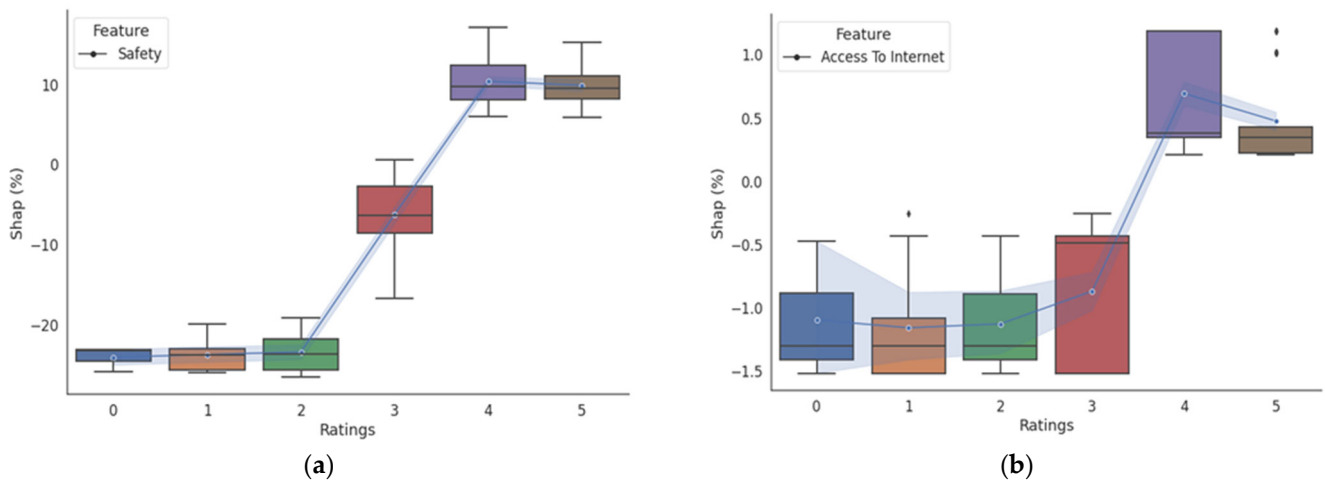 Feature
Safety
10
0
−10
−20
Shap (%)
0 1 2 3 4 5
Ratings
(a)
Feature
Access To Internet
1.0
0.5
0.0
−0.5
−1.0
−1.5
Shap (%)
0 1 2 3 4 5
Ratings
(b)